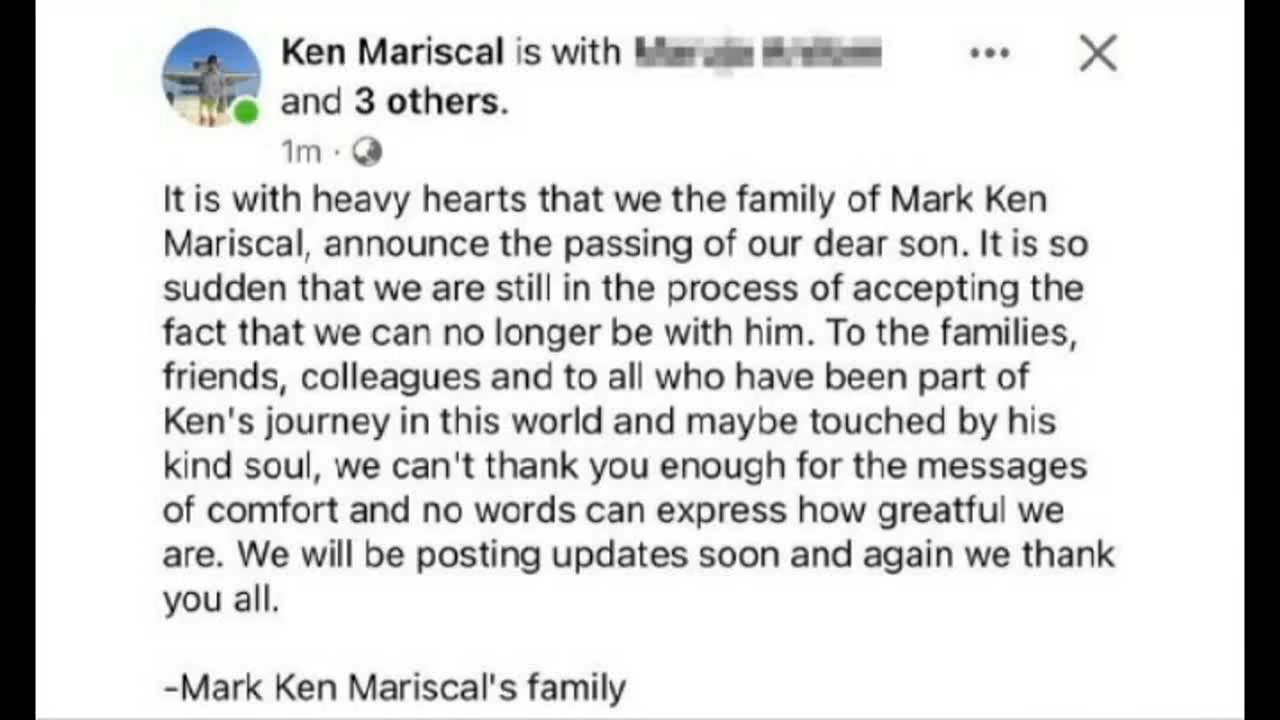 Ken Mariscal is with
and 3 others.
1m ·
It is with heavy hearts that we the family of Mark Ken
Mariscal, announce the passing of our dear son. It is so
sudden that we are still in the process of accepting the
fact that we can no longer be with him. To the families,
friends, colleagues and to all who have been part of
Ken's journey in this world and maybe touched by his
kind soul, we can't thank you enough for the messages
of comfort and no words can express how greatful we
are. We will be posting updates soon and again we thank
you all.
-Mark Ken Mariscal's family